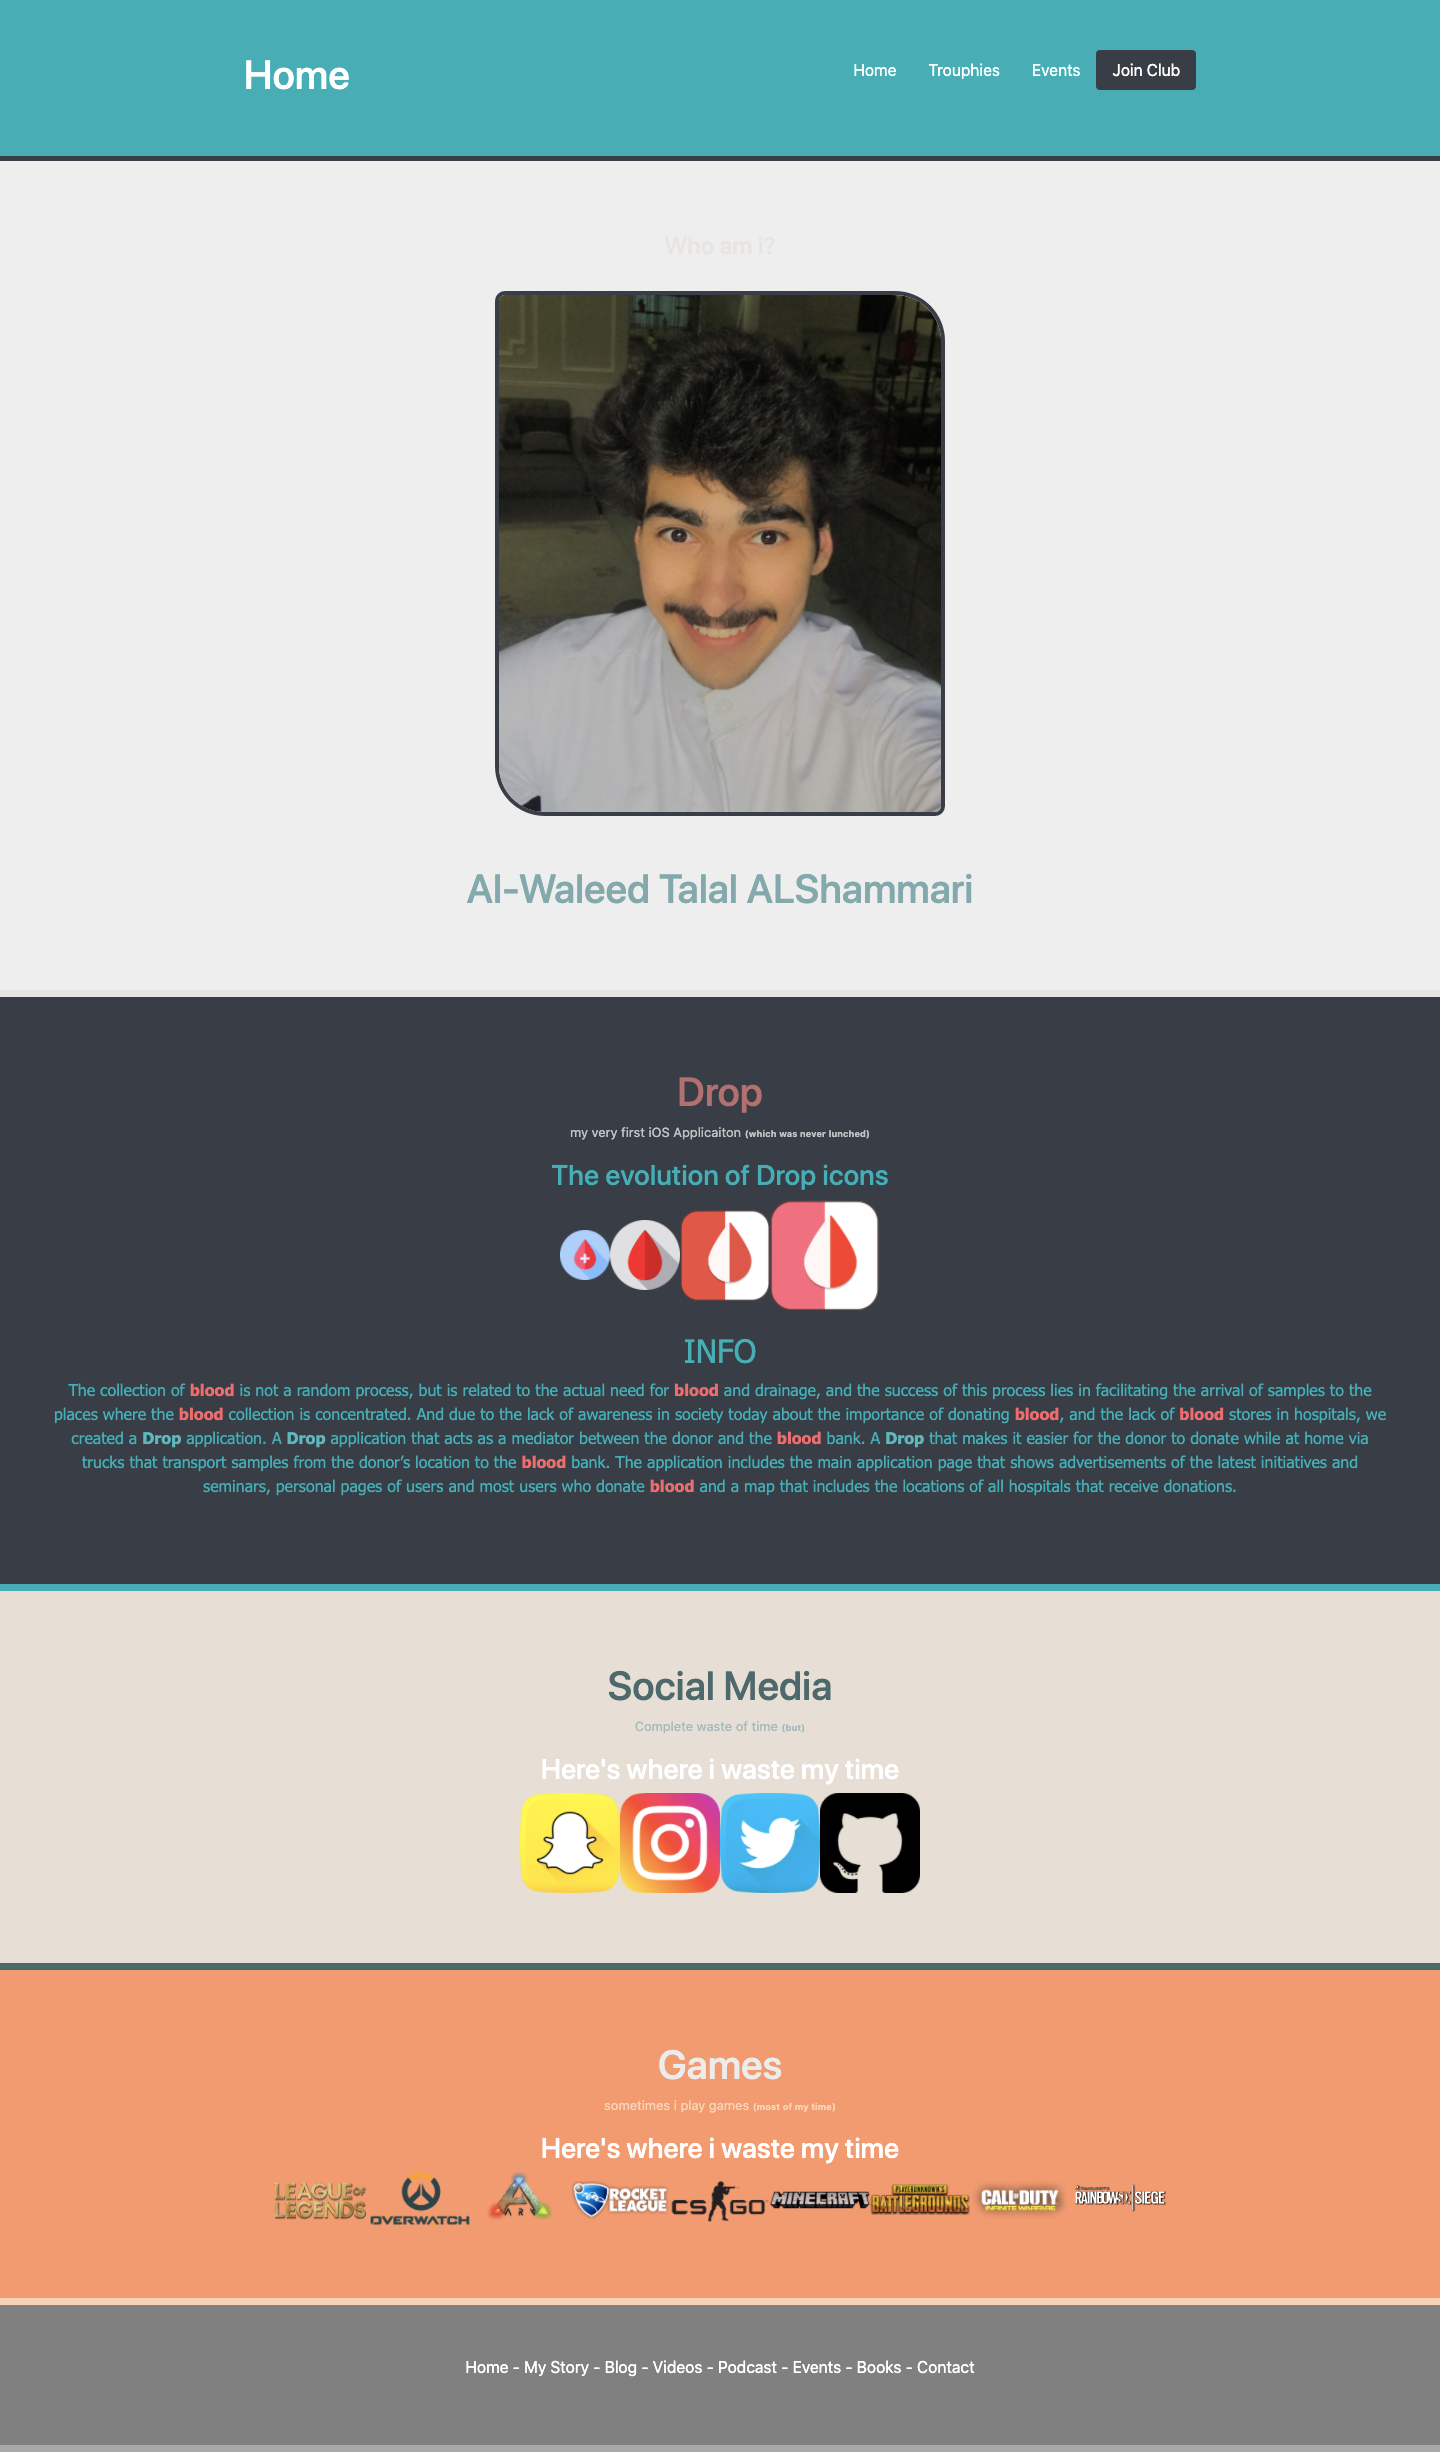 Home
Home Trouphies Events Join Club
Who am i?
Al-Waleed Talal ALShammari
Drop
my very first iOS Applicaiton (which was never lunched)
The evolution of Drop icons
INFO
The collection of blood is not a random process, but is related to the actual need for blood and drainage, and the success of this process lies in facilitating the arrival of samples to the
places where the blood collection is concentrated. And due to the lack of awareness in society today about the importance of donating blood, and the lack of blood stores in hospitals, we
created a Drop application. A Drop application that acts as a mediator between the donor and the blood bank. A Drop that makes it easier for the donor to donate while at home via
trucks that transport samples from the donor’s location to the blood bank. The application includes the main application page that shows advertisements of the latest initiatives and
seminars, personal pages of users and most users who donate blood and a map that includes the locations of all hospitals that receive donations.
Social Media
Complete waste of time (but)
Here's where i waste my time
Games
sometimes i play games (most of my time)
Here's where i waste my time
LEAGUE OF
LEGENDS
OVERWATCH
ARK
ROCKET
LEAGUE
CS GO
MINECRAFT
PLAYERUNKNOWN'S
BATTLEGROUNDS
CALL OF DUTY
INFINITE WARFARE
RAINBOW SIX SIEGE
Home - My Story - Blog - Videos - Podcast - Events - Books - Contact